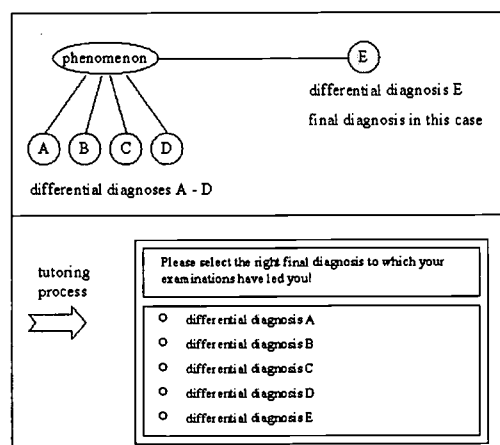 phenomenon
E
differential diagnosis E
final diagnosis in this case
A B C D
differential diagnoses A - D
tutoring
process
Please select the right final diagnosis to which your
examinations have led you!
differential diagnosis A
differential diagnosis B
differential diagnosis C
differential diagnosis D
differential diagnosis E